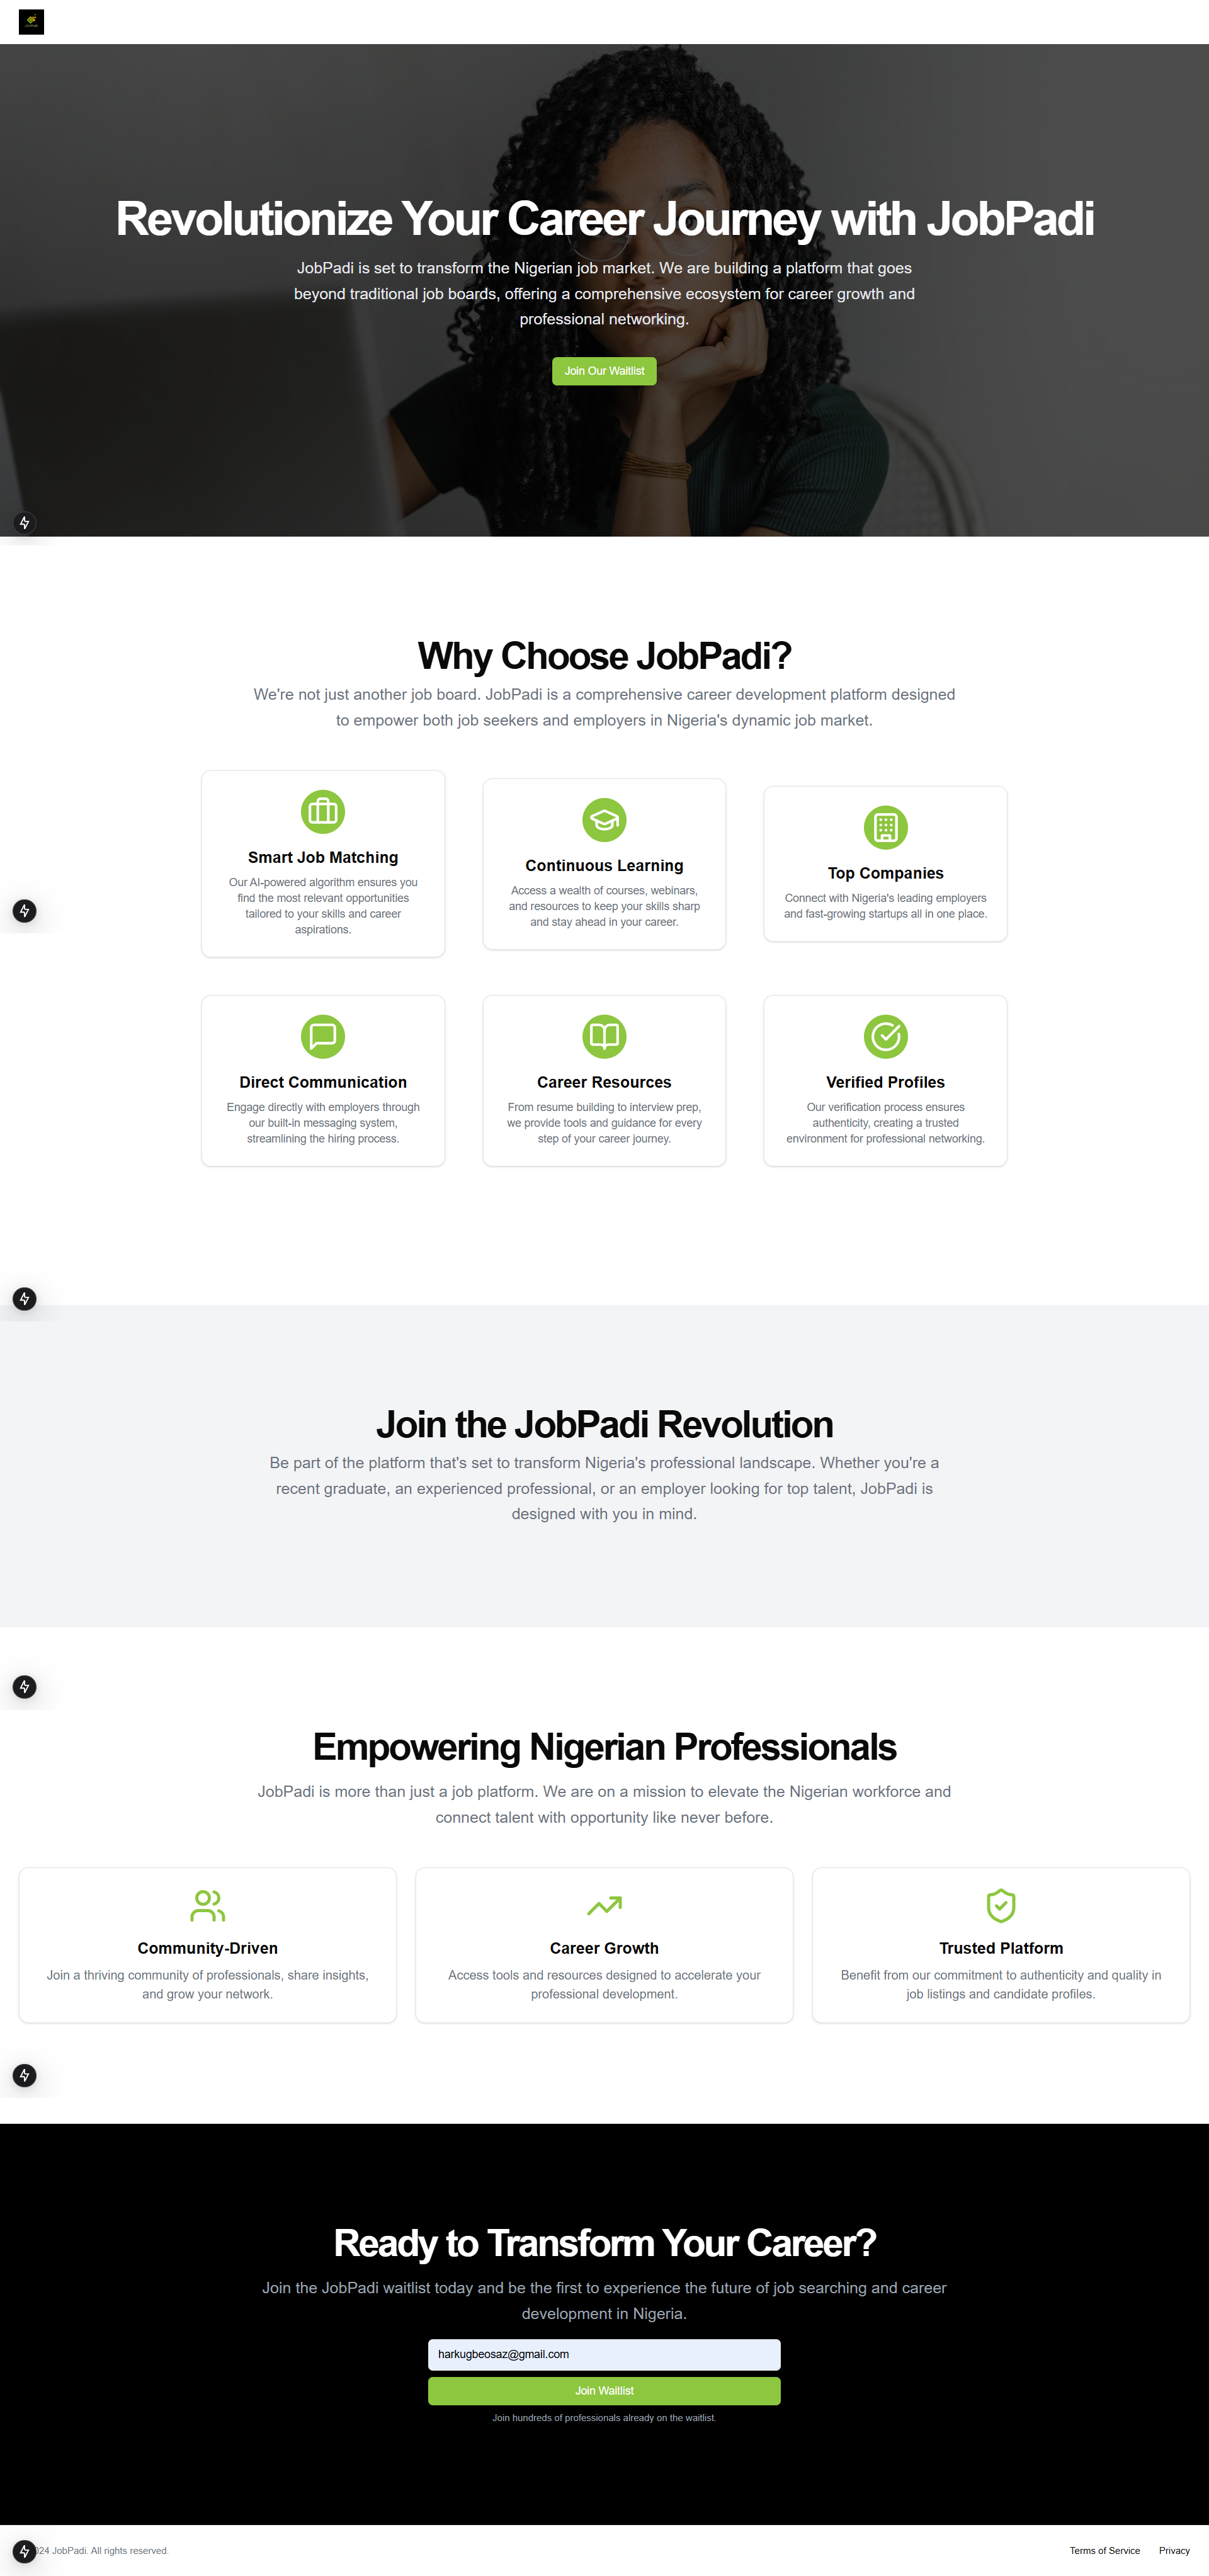 Revolutionize Your Career Journey with JobPadi
JobPadi is set to transform the Nigerian job market. We are building a platform that goes
beyond traditional job boards, offering a comprehensive ecosystem for career growth and
professional networking.
Join Our Waitlist
Why Choose JobPadi?
We're not just another job board. JobPadi is a comprehensive career development platform designed
to empower both job seekers and employers in Nigeria's dynamic job market.
Smart Job Matching
Our AI-powered algorithm ensures you
find the most relevant opportunities
tailored to your skills and career
aspirations.
Continuous Learning
Access a wealth of courses, webinars,
and resources to keep your skills sharp
and stay ahead in your career.
Top Companies
Connect with Nigeria's leading employers
and fast-growing startups all in one place.
Direct Communication
Engage directly with employers through
our built-in messaging system,
streamlining the hiring process.
Career Resources
From resume building to interview prep,
we provide tools and guidance for every
step of your career journey.
Verified Profiles
Our verification process ensures
authenticity, creating a trusted
environment for professional networking.
Join the JobPadi Revolution
Be part of the platform that's set to transform Nigeria's professional landscape. Whether you're a
recent graduate, an experienced professional, or an employer looking for top talent, JobPadi is
designed with you in mind.
Empowering Nigerian Professionals
JobPadi is more than just a job platform. We are on a mission to elevate the Nigerian workforce and
connect talent with opportunity like never before.
Community-Driven
Join a thriving community of professionals, share insights,
and grow your network.
Career Growth
Access tools and resources designed to accelerate your
professional development.
Trusted Platform
Benefit from our commitment to authenticity and quality in
job listings and candidate profiles.
Ready to Transform Your Career?
Join the JobPadi waitlist today and be the first to experience the future of job searching and career
development in Nigeria.
harkugbeosaz@gmail.com
Join Waitlist
Join hundreds of professionals already on the waitlist.
24 JobPadi. All rights reserved.
Terms of Service
Privacy